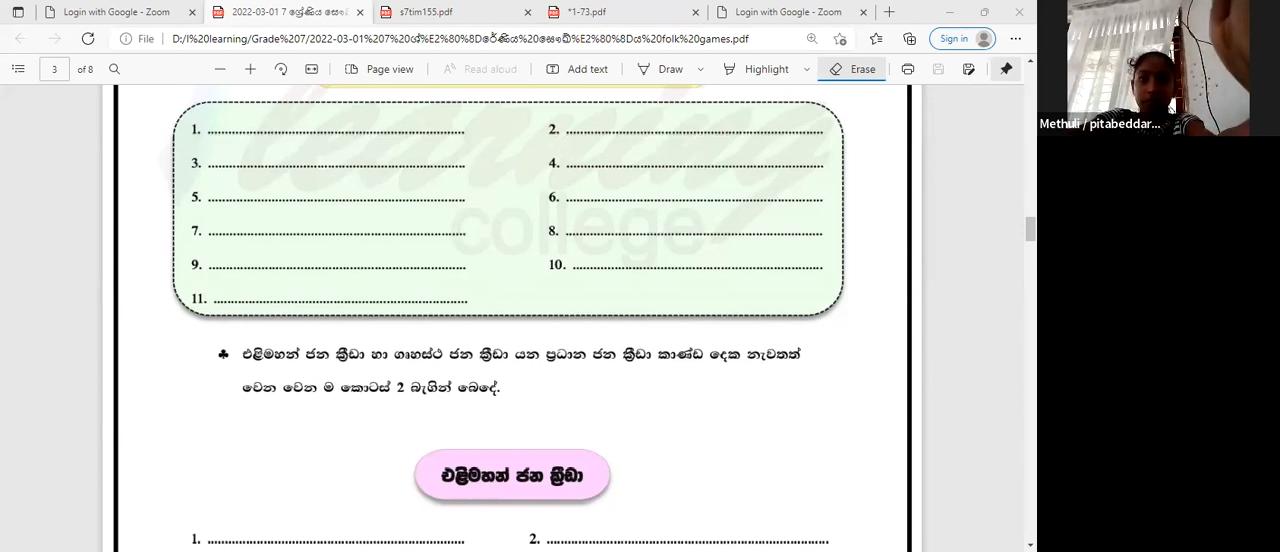 Login with Google - Zoom
2022-03-01 7 ශ්‍රේණිය සෞ
s7tim155.pdf
*1-73.pdf
Login with Google - Zoom
File
D:/I%20learning/Grade%207/2022-03-01%207%20ශ්%E2%80%8Dරේණිය%20සෞඛ්%E2%80%8Dය%20folk%20games.pdf
Sign in
3 of 8
Page view
Read aloud
Add text
Draw
Highlight
Erase
Methuli / pitabeddar...
learning
college
1. ..........
2. ..........
3. ..........
4. ..........
5. ..........
6. ..........
7. ..........
8. ..........
9. ..........
10. ..........
11. ..........
♣ එළිමහන් ජන ක්‍රීඩා හා ගෘහස්ථ ජන ක්‍රීඩා යන ප්‍රධාන ජන ක්‍රීඩා කාණ්ඩ දෙක නැවතත්
වෙන වෙන ම කොටස් 2 බැගින් බෙදේ.
එළිමහන් ජන ක්‍රීඩා
1. ..........
2. ..........